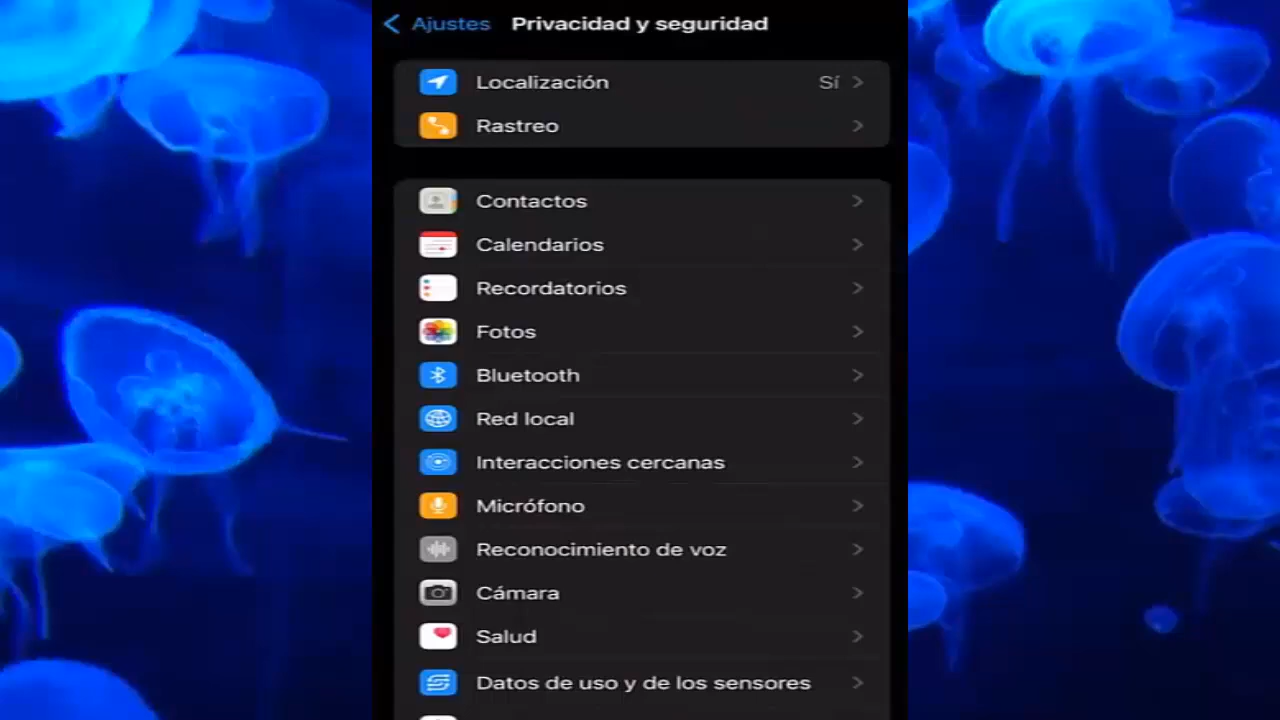 Ajustes Privacidad y seguridad
Localización Sí
Rastreo
Contactos
Calendarios
Recordatorios
Fotos
Bluetooth
Red local
Interacciones cercanas
Micrófono
Reconocimiento de voz
Cámara
Salud
Datos de uso y de los sensores